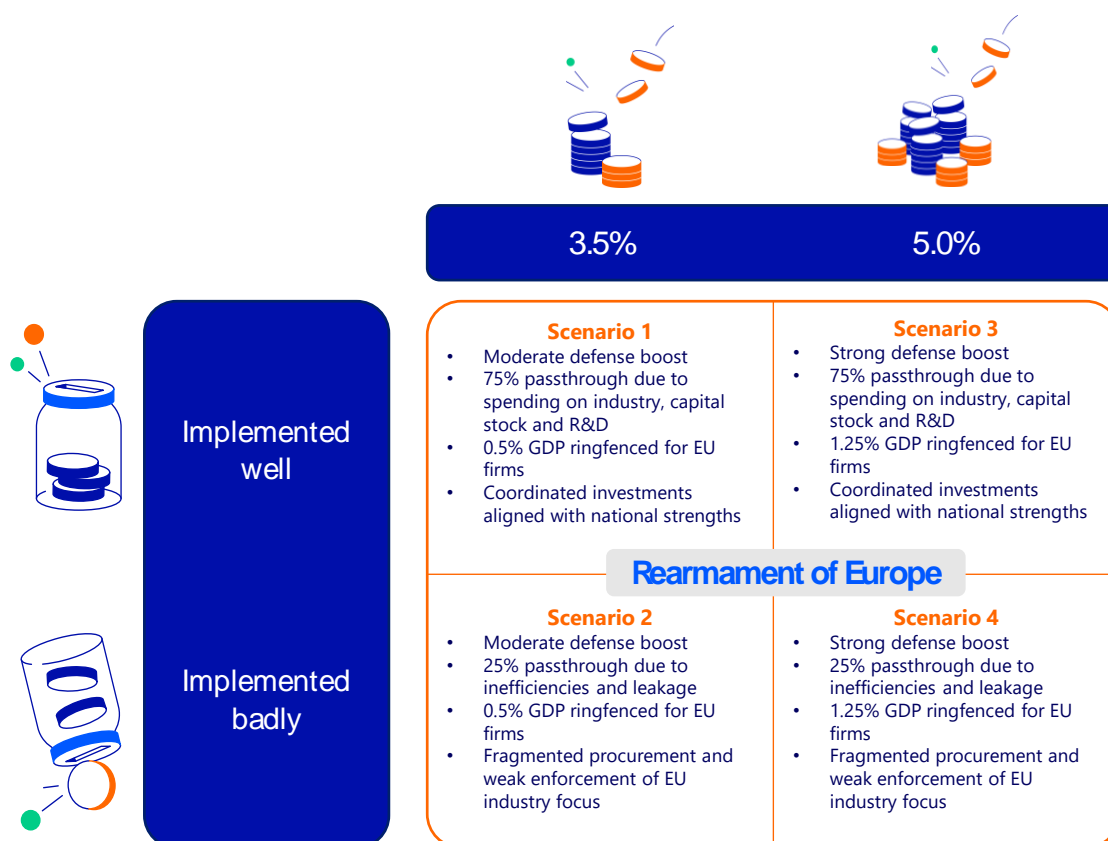 3.5%
5.0%
Implemented
well
Scenario 1
• Moderate defense boost
• 75% passthrough due to
spending on industry, capital
stock and R&D
• 0.5% GDP ringfenced for EU
firms
• Coordinated investments
aligned with national strengths
Scenario 3
• Strong defense boost
• 75% passthrough due to
spending on industry, capital
stock and R&D
• 1.25% GDP ringfenced for EU
firms
• Coordinated investments
aligned with national strengths
Rearmament of Europe
Implemented
badly
Scenario 2
• Moderate defense boost
• 25% passthrough due to
inefficiencies and leakage
• 0.5% GDP ringfenced for EU
firms
• Fragmented procurement and
weak enforcement of EU
industry focus
Scenario 4
• Strong defense boost
• 25% passthrough due to
inefficiencies and leakage
• 1.25% GDP ringfenced for EU
firms
• Fragmented procurement and
weak enforcement of EU
industry focus